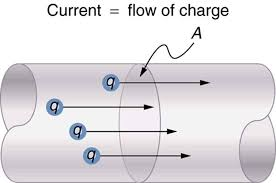 Current = flow of charge
A
q
q
q
q